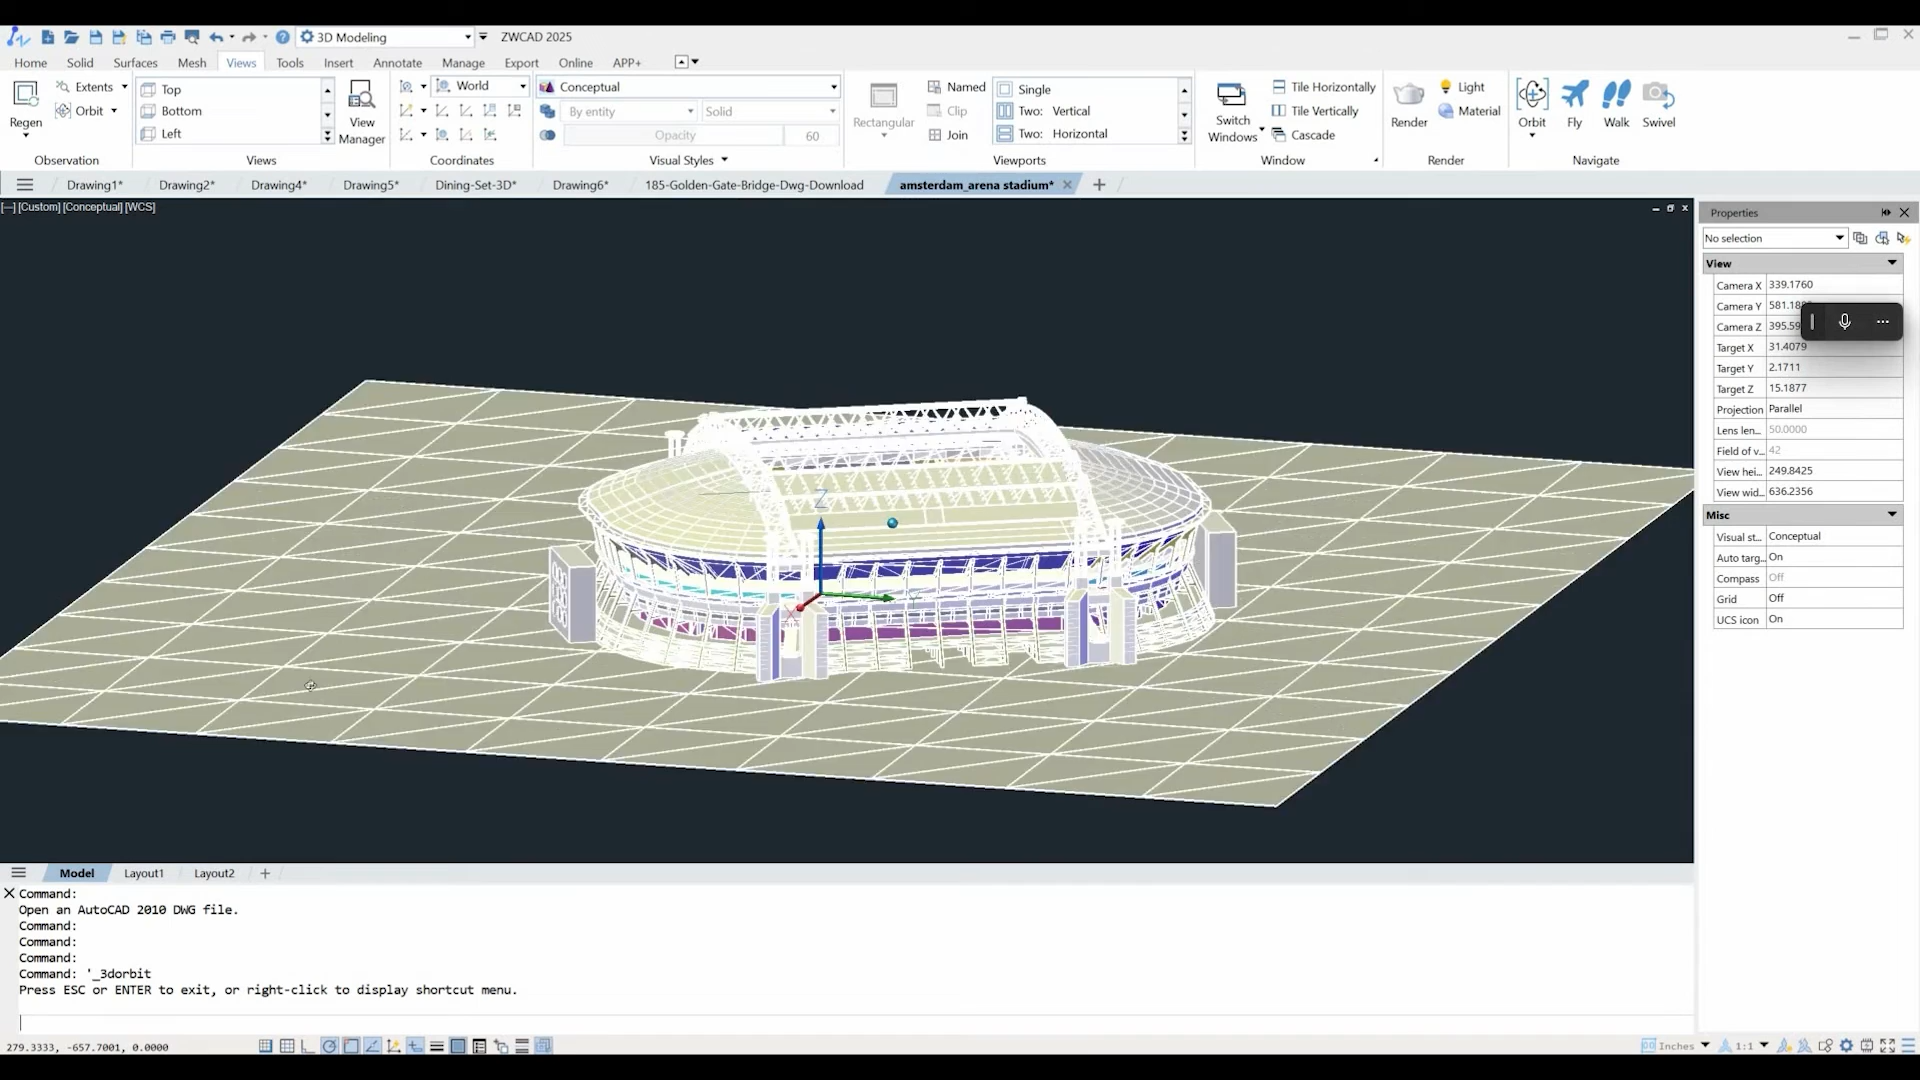 3D Modeling ZWCAD 2025
Home Solid Surfaces Mesh Views Tools Insert Annotate Manage Export Online APP+
Regen
Extents
Orbit
Observation
Top
Bottom
Left
View Manager
Views
World
Coordinates
Conceptual
By entity Solid
Opacity 60
Visual Styles
Rectangular
Named
Clip
Join
Single
Two: Vertical
Two: Horizontal
Viewports
Switch Windows
Tile Horizontally
Tile Vertically
Cascade
Window
Render
Light
Material
Render
Orbit Fly Walk Swivel
Navigate
Drawing1* Drawing2* Drawing4* Drawing5* Dining-Set-3D* Drawing6* 185-Golden-Gate-Bridge-Dwg-Download amsterdam_arena stadium*
[—] [Custom] [Conceptual] [WCS]
Z
X
Y
Properties
No selection
View
Camera X 339.1760
Camera Y
Camera Z
Target X 31.4079
Target Y 2.1711
Target Z 15.1877
Projection Parallel
Lens len... 50.0000
Field of v... 42
View hei... 249.8425
View wid... 636.2356
Misc
Visual st... Conceptual
Auto targ... On
Compass Off
Grid Off
UCS icon On
Model Layout1 Layout2
Command:
Open an AutoCAD 2010 DWG file.
Command:
Command:
Command:
Command: '_3dorbit
Press ESC or ENTER to exit, or right-click to display shortcut menu.
279.3333, -657.7001, 0.0000
Inches 1:1